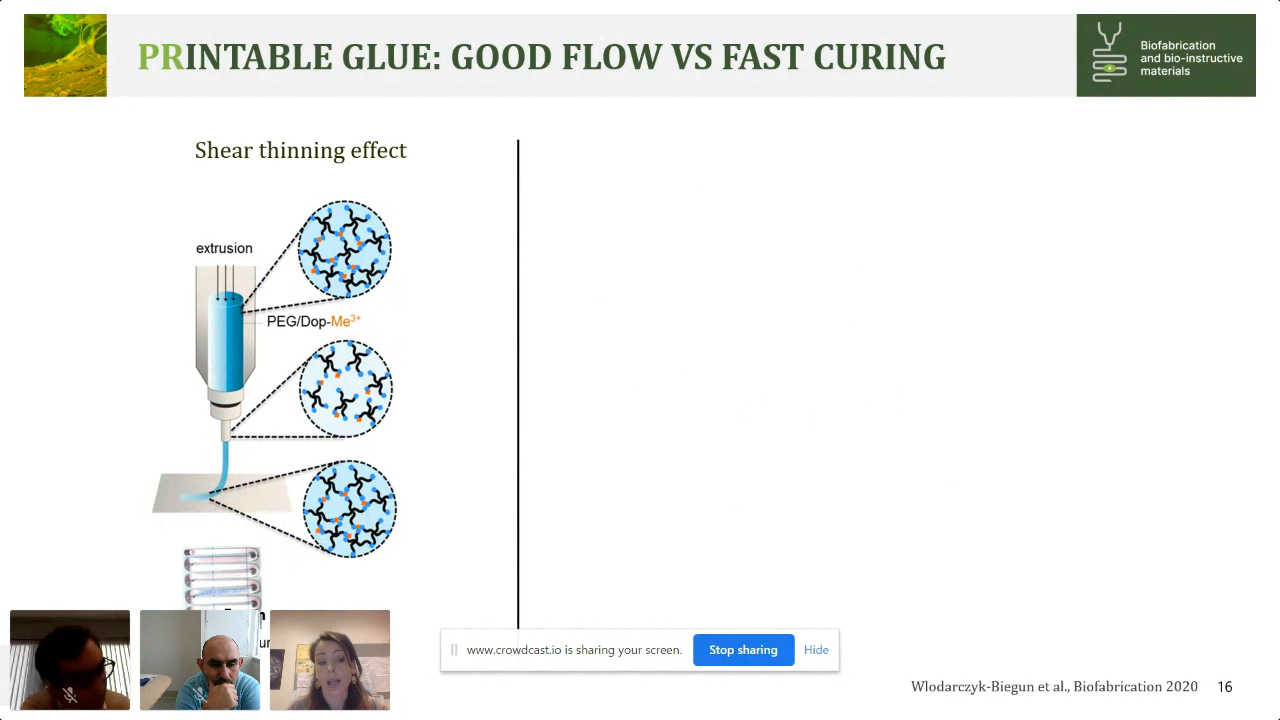 PRINTABLE GLUE: GOOD FLOW VS FAST CURING
Biofabrication
and bio-instructive
materials
Shear thinning effect
extrusion
PEG/Dop-Me³⁺
www.crowdcast.io is sharing your screen.
Stop sharing
Hide
Wlodarczyk-Biegun et al., Biofabrication 2020
16